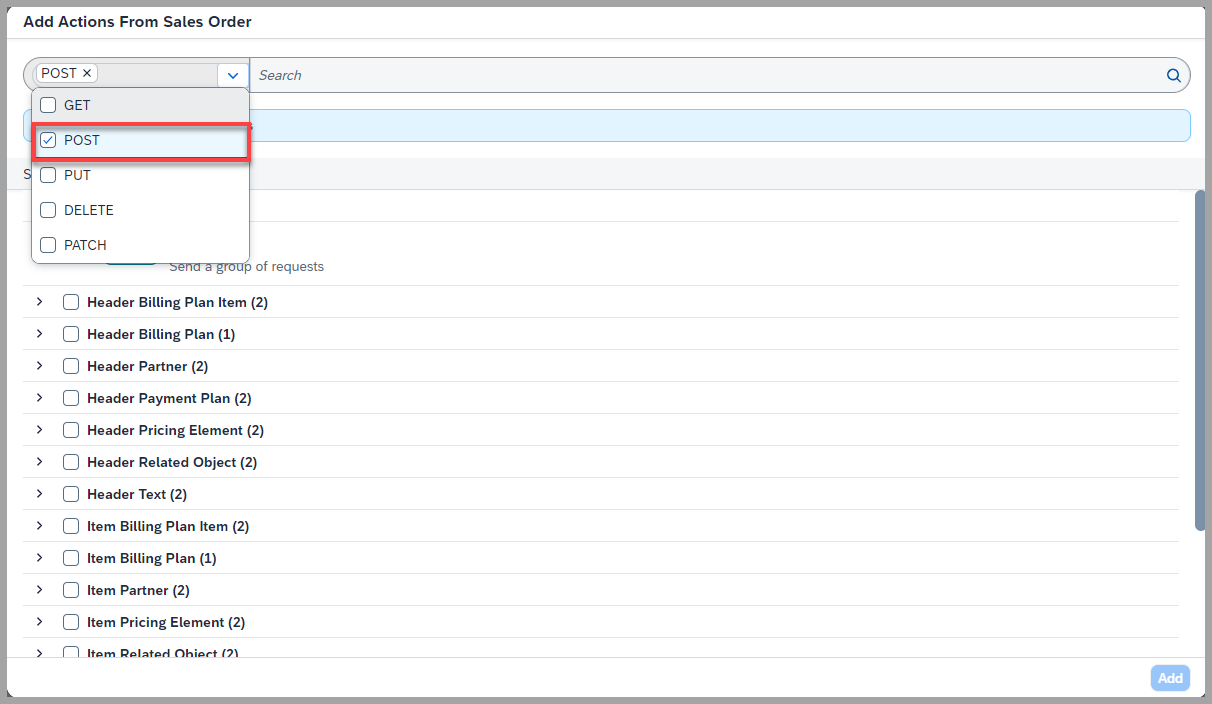 Add Actions From Sales Order
POST
Search
GET
POST
PUT
DELETE
PATCH
Send a group of requests
Header Billing Plan Item (2)
Header Billing Plan (1)
Header Partner (2)
Header Payment Plan (2)
Header Pricing Element (2)
Header Related Object (2)
Header Text (2)
Item Billing Plan Item (2)
Item Billing Plan (1)
Item Partner (2)
Item Pricing Element (2)
Item Related Object (2)
Add